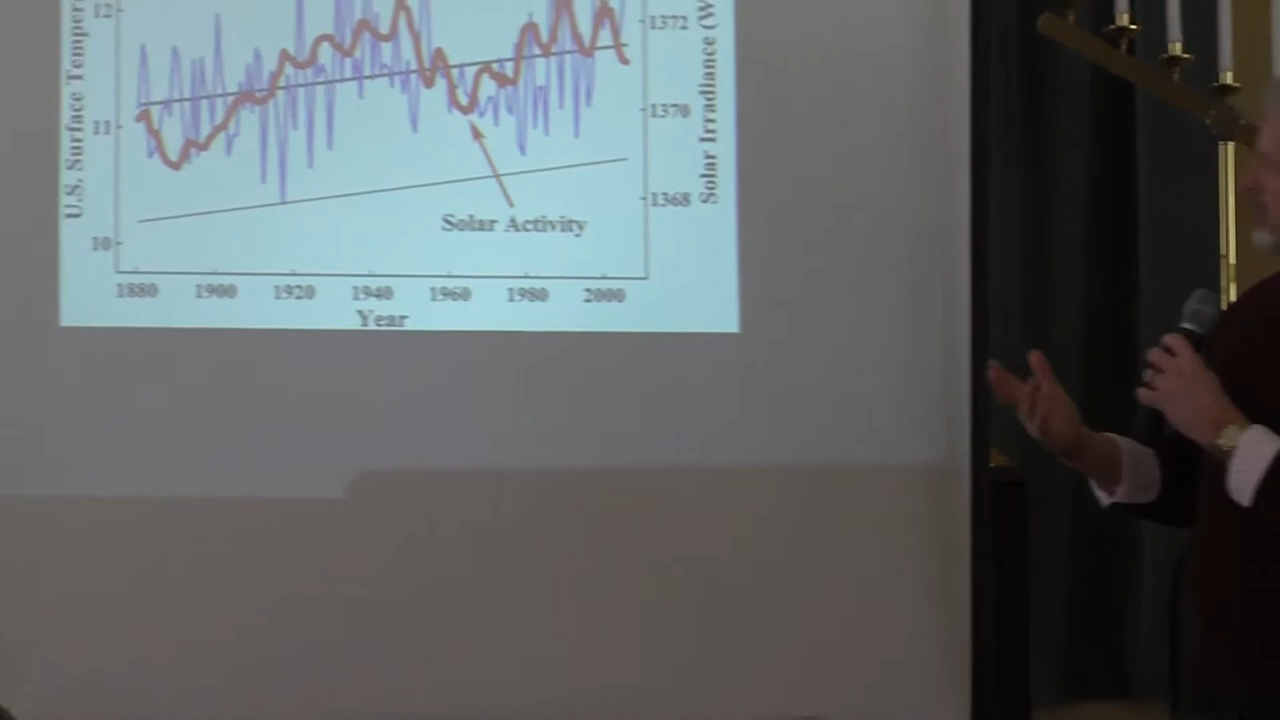 12
11
10
U.S. Surface
1372
1370
1368
Solar Irradiance (W
Solar Activity
1880 1900 1920 1940 1960 1980 2000
Year